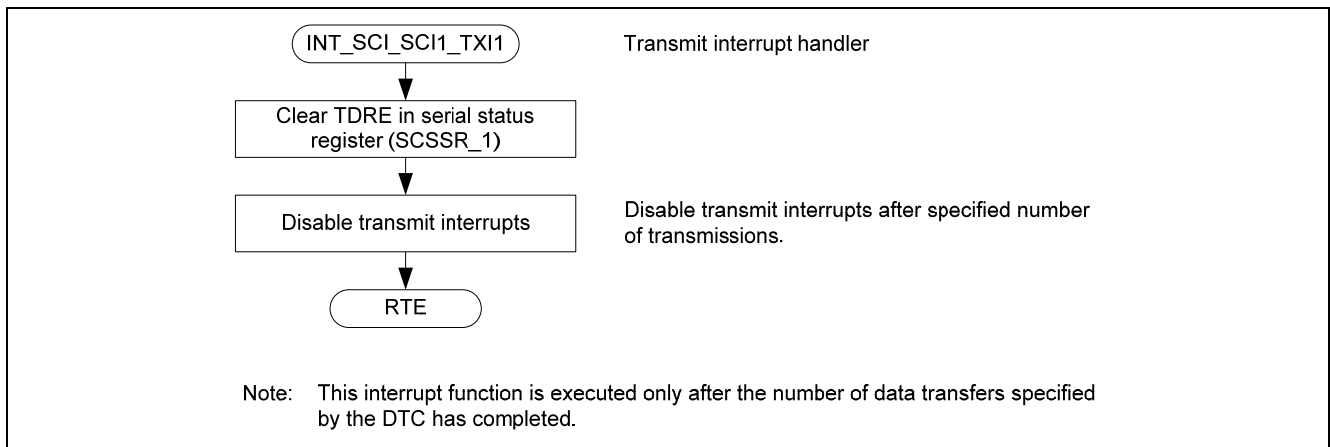 INT_SCI_SCI1_TXI1
Transmit interrupt handler
Clear TDRE in serial status
register (SCSSR_1)
Disable transmit interrupts
Disable transmit interrupts after specified number
of transmissions.
RTE
Note: This interrupt function is executed only after the number of data transfers specified
by the DTC has completed.